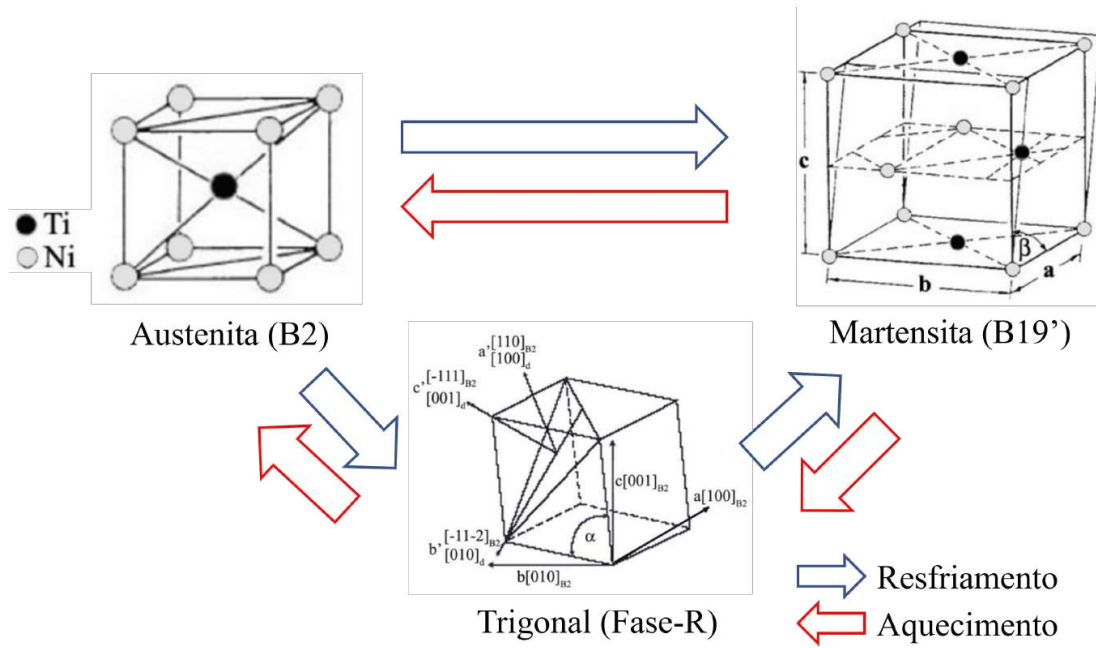 Ti
Ni
Austenita (B2)
c
b
a
β
Martensita (B19’)
a’,[110]B2
[100]d
c’,[-111]B2
[001]d
c[001]B2
a[100]B2
α
b’,[-11-2]B2
[010]d
b[010]B2
Trigonal (Fase-R)
Resfriamento
Aquecimento